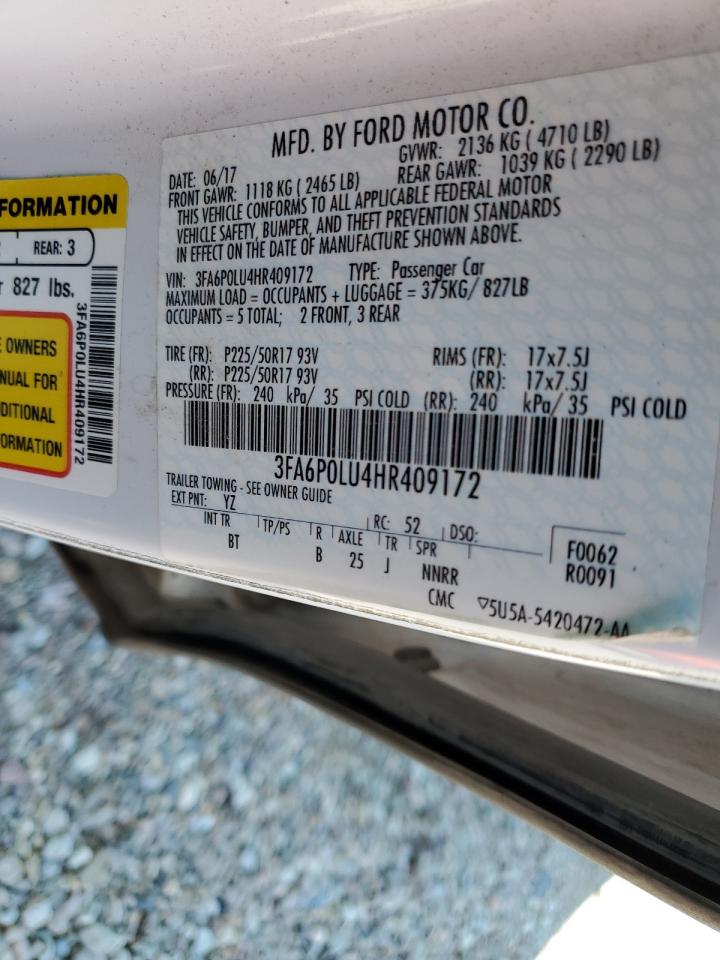 FORMATION
REAR: 3
827 lbs.
3FA6P0LU4HR409172
E OWNERS
NUAL FOR
DDITIONAL
FORMATION
MFD. BY FORD MOTOR CO.
DATE: 06/17 GVWR: 2136 KG ( 4710 LB)
FRONT GAWR: 1118 KG ( 2465 LB) REAR GAWR: 1039 KG ( 2290 LB)
THIS VEHICLE CONFORMS TO ALL APPLICABLE FEDERAL MOTOR
VEHICLE SAFETY, BUMPER, AND THEFT PREVENTION STANDARDS
IN EFFECT ON THE DATE OF MANUFACTURE SHOWN ABOVE.
VIN: 3FA6P0LU4HR409172 TYPE: Passenger Car
MAXIMUM LOAD = OCCUPANTS + LUGGAGE = 375KG/ 827LB
OCCUPANTS = 5 TOTAL; 2 FRONT, 3 REAR
TIRE (FR): P225/50R17 93V RIMS (FR): 17x7.5J
(RR): P225/50R17 93V (RR): 17x7.5J
PRESSURE (FR): 240 kPa/ 35 PSI COLD (RR): 240 kPa/ 35 PSI COLD
3FA6P0LU4HR409172
TRAILER TOWING - SEE OWNER GUIDE
EXT PNT: YZ RC: 52 DSO:
INT TR TP/PS R AXLE TR SPR F0062
BT B 25 J NNRR R0091
CMC ▽5U5A-5420472-AA